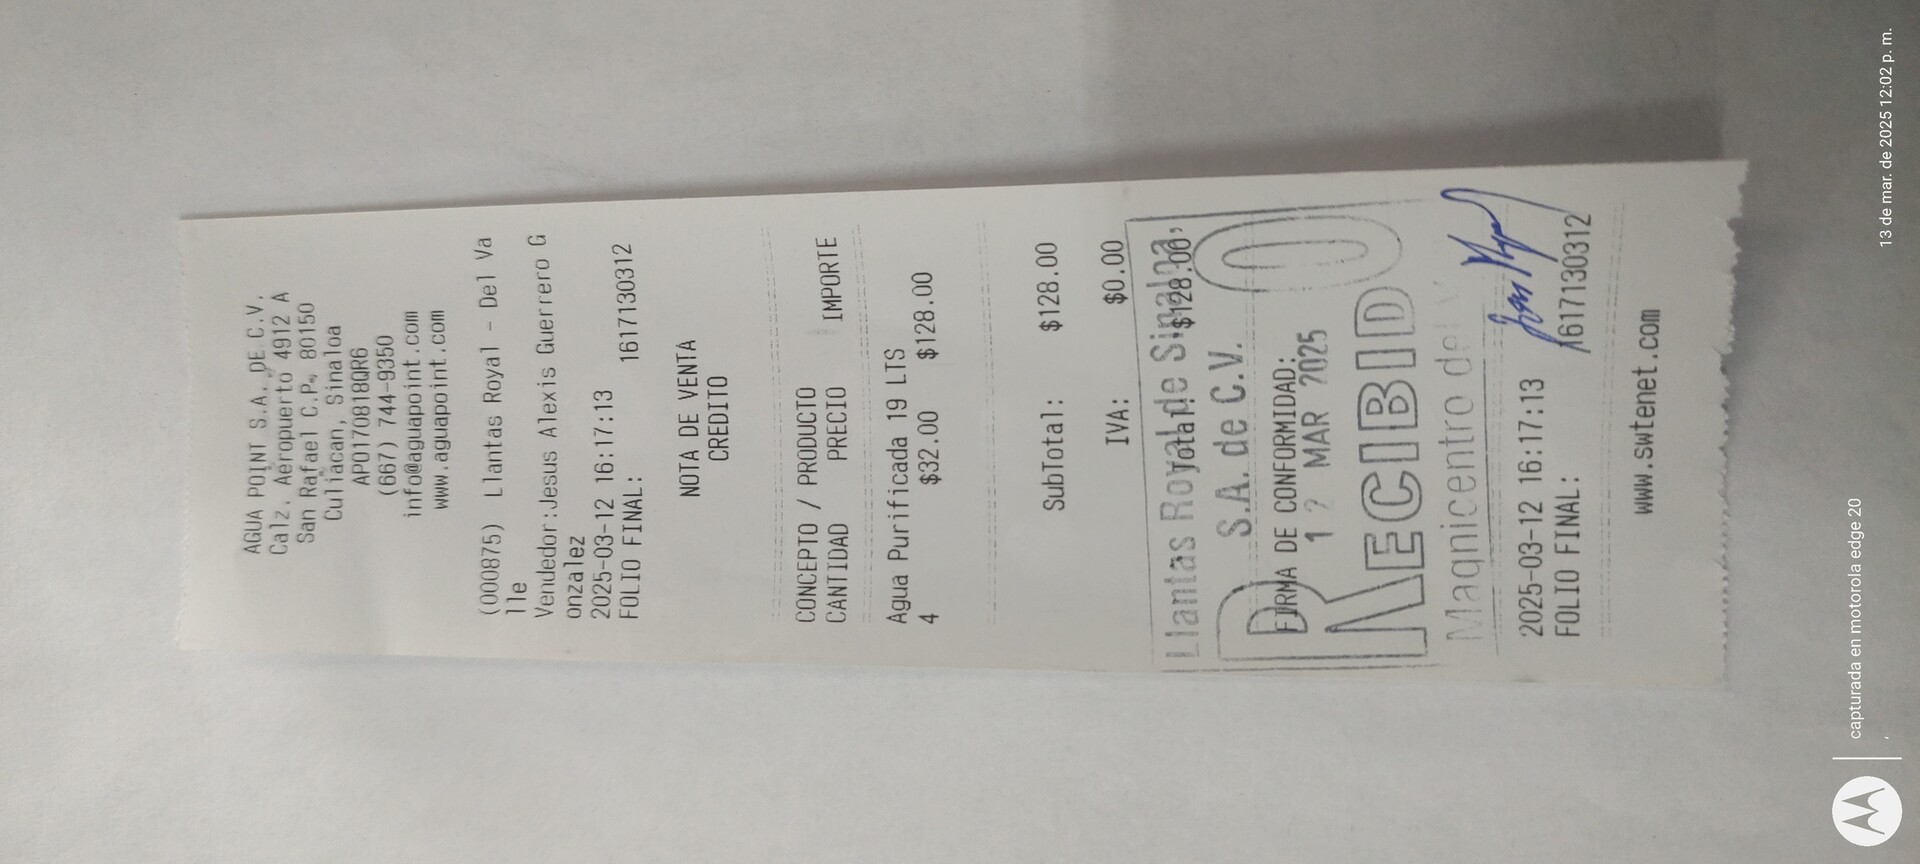 AGUA POINT S.A. DE C.V.
Calz. Aeropuerto 4912 A
San Rafael C.P. 80150
Culiacan, Sinaloa
APO170818QR6
(667) 744-9350
info@aguapoint.com
www.aguapoint.com
(000875) Llantas Royal - Del Va
lle
Vendedor:Jesus Alexis Guerrero G
onzalez
2025-03-12 16:17:13
FOLIO FINAL: 1617130312
NOTA DE VENTA
CREDITO
CONCEPTO / PRODUCTO
CANTIDAD PRECIO IMPORTE
Agua Purificada 19 LTS
4 $32.00 $128.00
SubTotal: $128.00
IVA: $0.00
Total: $128.00
Llantas Royal de Sinaloa,
S.A. de C.V.
FIRMA DE CONFORMIDAD:
12 MAR 2025
RECIBIDO
Magnicentro del
2025-03-12 16:17:13
FOLIO FINAL: 1617130312
www.swtenet.com
capturada en motorola edge 20
13 de mar. de 2025 12:02 p. m.